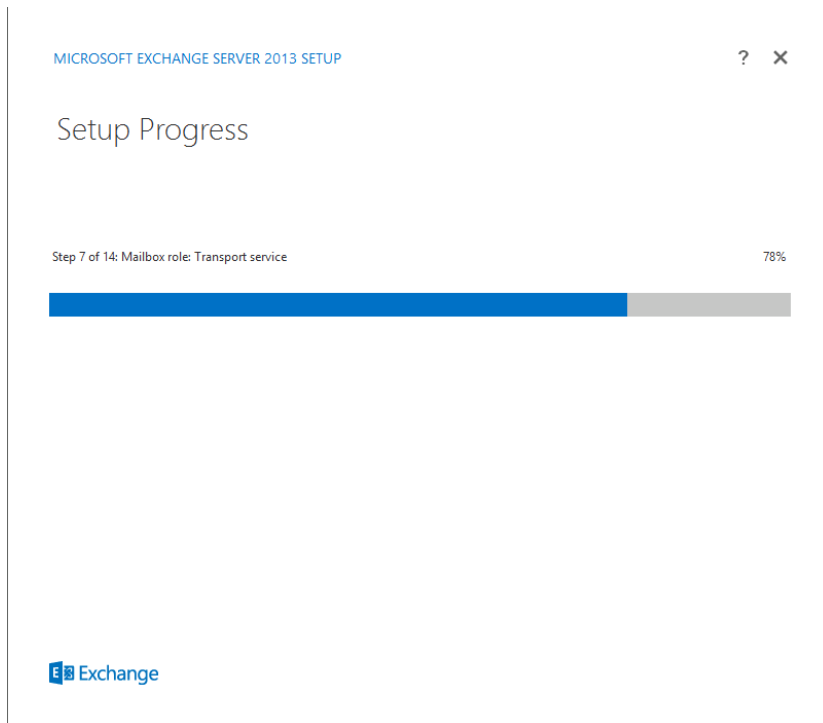 MICROSOFT EXCHANGE SERVER 2013 SETUP ? ✕
Setup Progress
Step 7 of 14: Mailbox role: Transport service 78%
Exchange